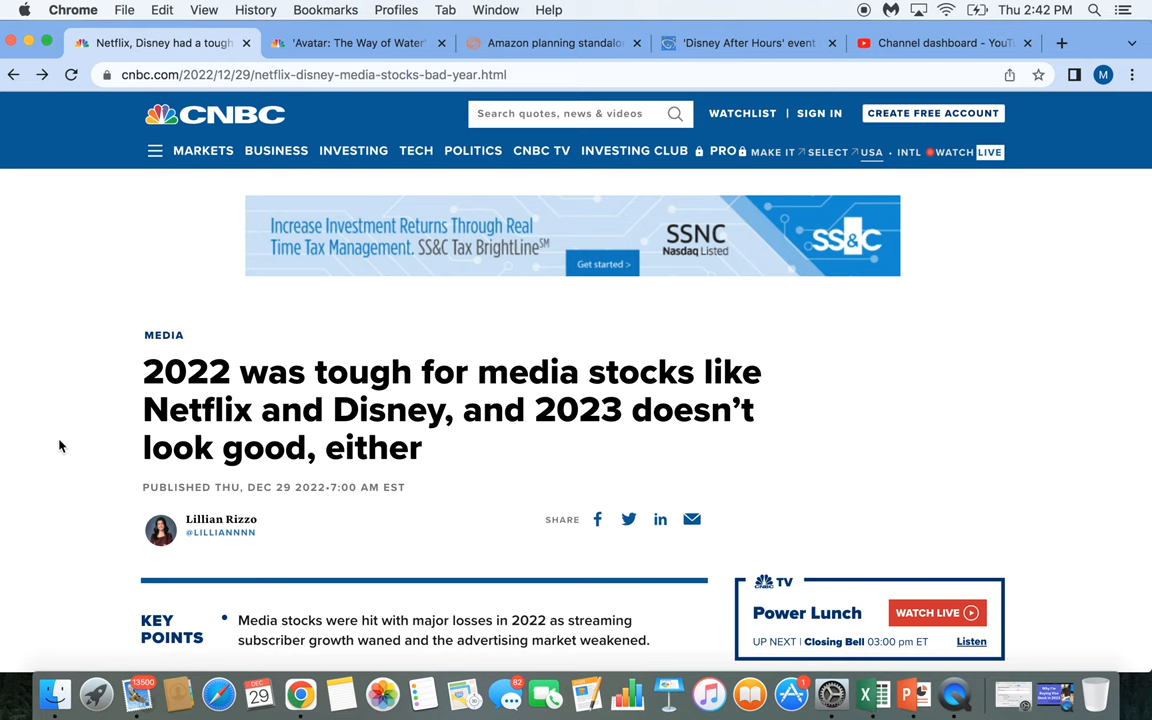 Chrome File Edit View History Bookmarks Profiles Tab Window Help Thu 2:42 PM
Netflix, Disney had a tough 'Avatar: The Way of Water' Amazon planning standalo 'Disney After Hours' event Channel dashboard - YouTu
cnbc.com/2022/12/29/netflix-disney-media-stocks-bad-year.html M
CNBC Search quotes, news & videos WATCHLIST | SIGN IN CREATE FREE ACCOUNT
MARKETS BUSINESS INVESTING TECH POLITICS CNBC TV INVESTING CLUB PRO MAKE IT SELECT USA • INTL WATCH LIVE
Increase Investment Returns Through Real
Time Tax Management. SS&C Tax BrightLine℠
Get started >
SSNC
Nasdaq Listed
SS&C
MEDIA
2022 was tough for media stocks like
Netflix and Disney, and 2023 doesn't
look good, either
PUBLISHED THU, DEC 29 2022•7:00 AM EST
Lillian Rizzo
@LILLIANNNN
SHARE
KEY
POINTS
• Media stocks were hit with major losses in 2022 as streaming
subscriber growth waned and the advertising market weakened.
TV
Power Lunch WATCH LIVE
UP NEXT | Closing Bell 03:00 pm ET Listen
13500 DEC 29 82 1